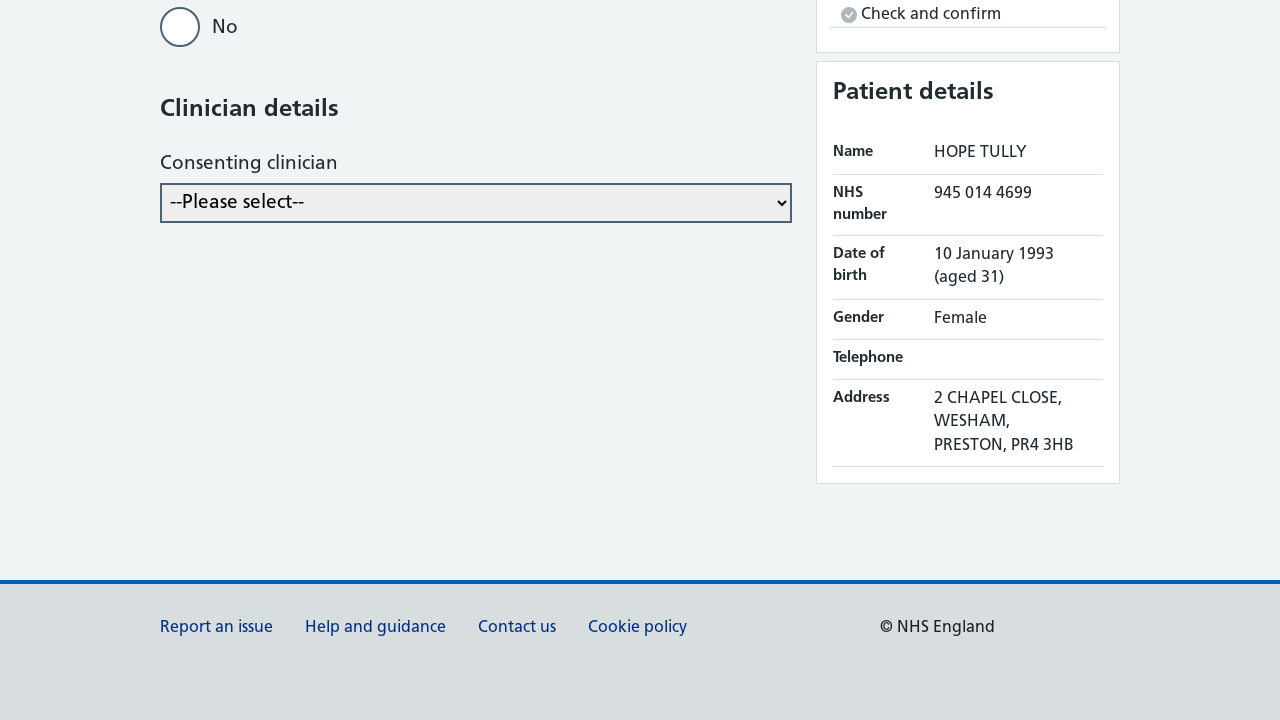 No
Clinician details
Consenting clinician
--Please select--
Check and confirm
Patient details
Name HOPE TULLY
NHS number 945 014 4699
Date of birth 10 January 1993 (aged 31)
Gender Female
Telephone
Address 2 CHAPEL CLOSE,
WESHAM,
PRESTON, PR4 3HB
Report an issue Help and guidance Contact us Cookie policy © NHS England